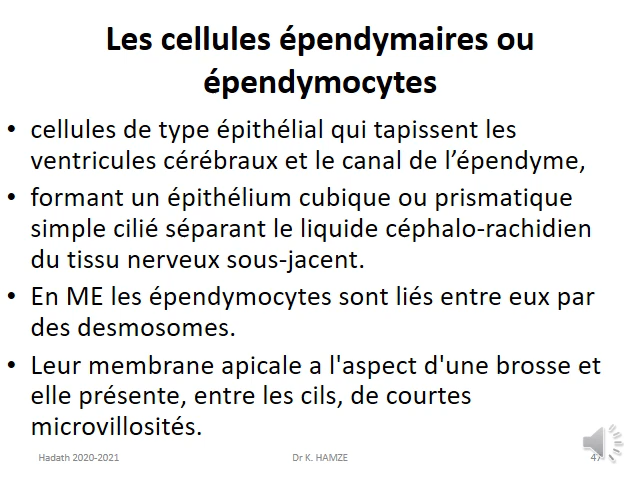 Les cellules épendymaires ou
épendymocytes
• cellules de type épithélial qui tapissent les
ventricules cérébraux et le canal de l’épendyme,
• formant un épithélium cubique ou prismatique
simple cilié séparant le liquide céphalo-rachidien
du tissu nerveux sous-jacent.
• En ME les épendymocytes sont liés entre eux par
des desmosomes.
• Leur membrane apicale a l'aspect d'une brosse et
elle présente, entre les cils, de courtes
microvillosités.
Hadath 2020-2021 Dr K. HAMZE 47